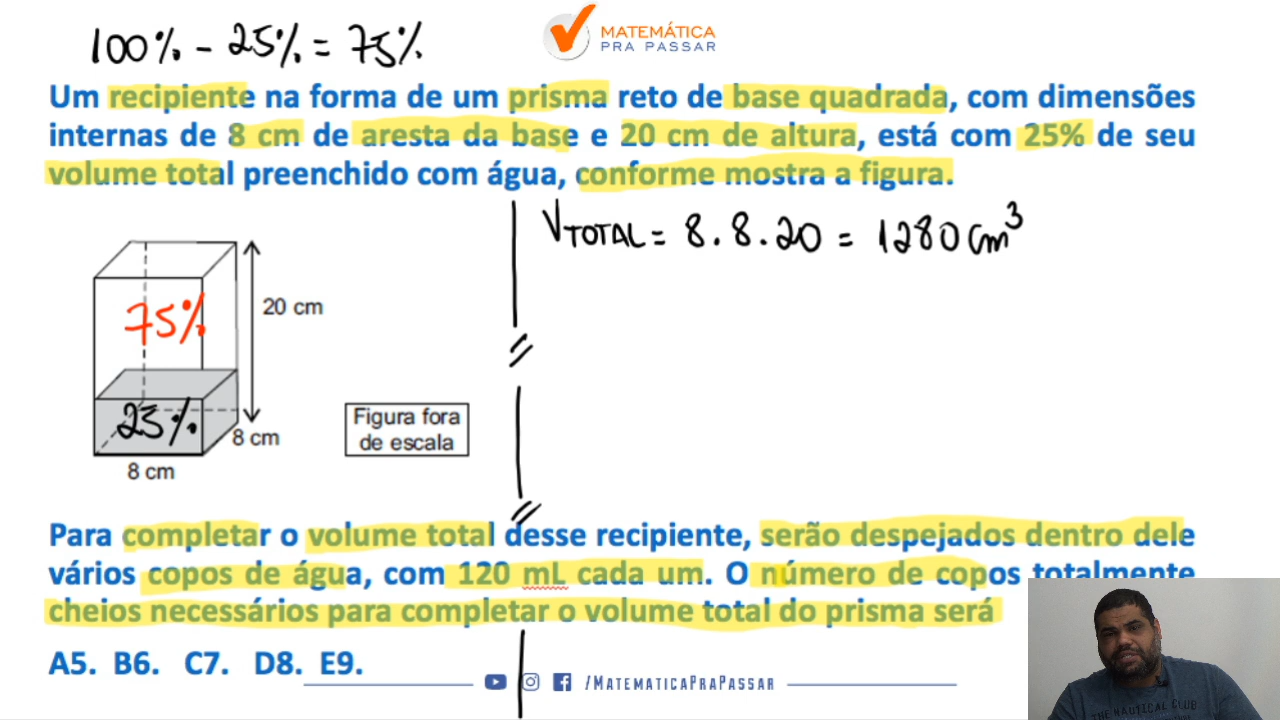 100% - 25% = 75%
MATEMÁTICA
PRA PASSAR
Um recipiente na forma de um prisma reto de base quadrada, com dimensões
internas de 8 cm de aresta da base e 20 cm de altura, está com 25% de seu
volume total preenchido com água, conforme mostra a figura.
VTOTAL = 8.8.20 = 1280 cm³
20 cm
75%
25%
8 cm
8 cm
Figura fora
de escala
Para completar o volume total desse recipiente, serão despejados dentro dele
vários copos de água, com 120 mL cada um. O número de copos totalmente
cheios necessários para completar o volume total do prisma será
A5. B6. C7. D8. E9.
/MATEMATICAPRAPASSAR
THE NAUTICAL CLUB